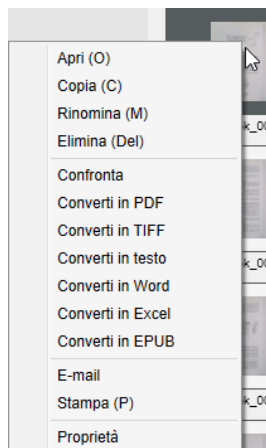 Apri (O)
Copia (C)
Rinomina (M)
Elimina (Del)
Confronta
Converti in PDF
Converti in TIFF
Converti in testo
Converti in Word
Converti in Excel
Converti in EPUB
E-mail
Stampa (P)
Proprietà